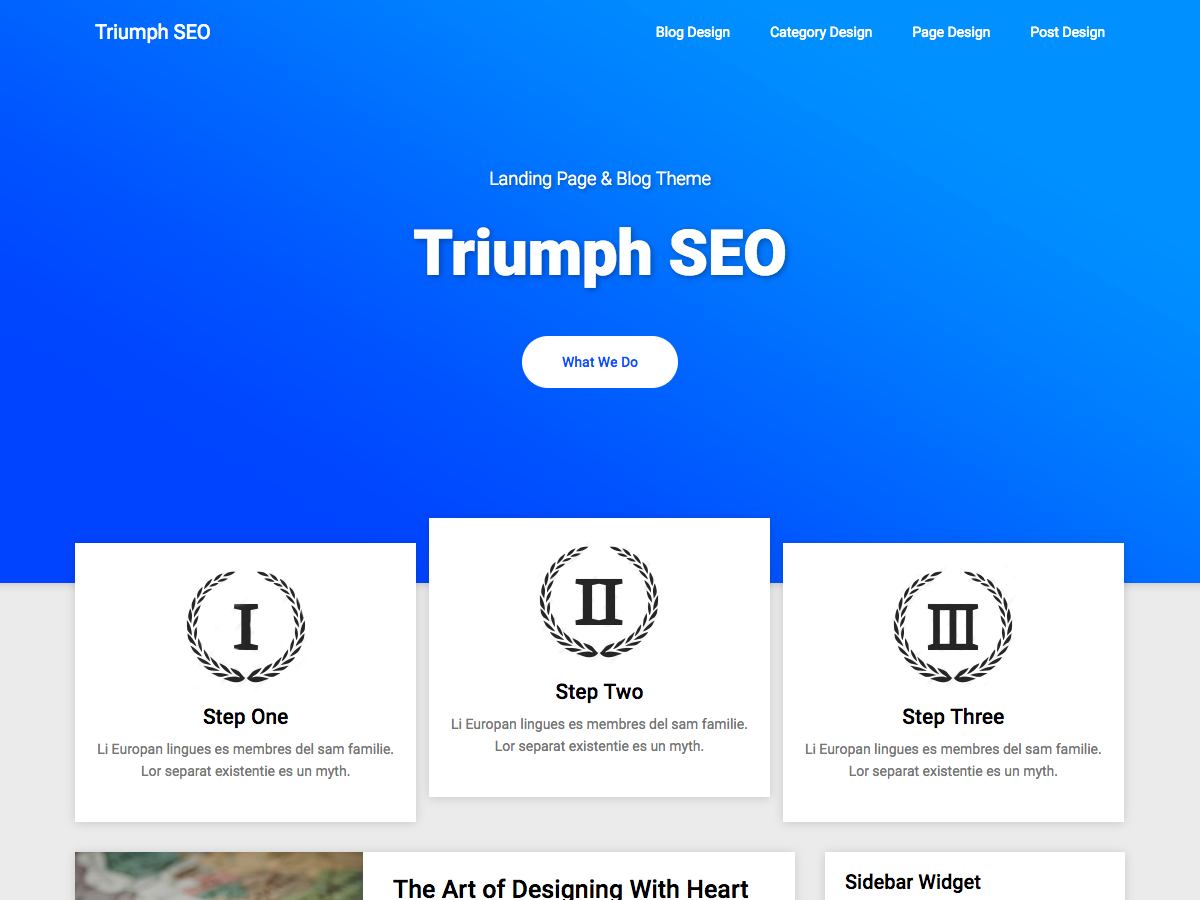 Triumph SEO
Blog Design
Category Design
Page Design
Post Design
Landing Page & Blog Theme
Triumph SEO
What We Do
I
Step One
Li Europan lingues es membres del sam familie.
Lor separat existentie es un myth.
II
Step Two
Li Europan lingues es membres del sam familie.
Lor separat existentie es un myth.
III
Step Three
Li Europan lingues es membres del sam familie.
Lor separat existentie es un myth.
The Art of Designing With Heart
Sidebar Widget